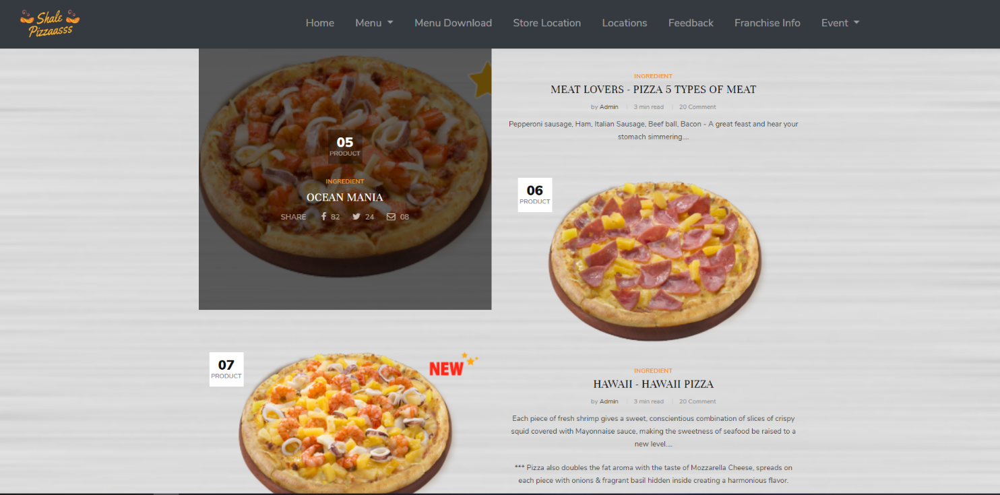 Shale
Pizzaasss
Home Menu Menu Download Store Location Locations Feedback Franchise Info Event
05
PRODUCT
INGREDIENT
OCEAN MANIA
SHARE 82 24 08
INGREDIENT
MEAT LOVERS - PIZZA 5 TYPES OF MEAT
by Admin 3 min read 20 Comment
Pepperoni sausage, Ham, Italian Sausage, Beef ball, Bacon - A great feast and hear your
stomach simmering....
06
PRODUCT
07
PRODUCT
NEW
INGREDIENT
HAWAII - HAWAII PIZZA
by Admin 3 min read 20 Comment
Each piece of fresh shrimp gives a sweet, conscientious combination of slices of crispy
squid covered with Mayonnaise sauce, making the sweetness of seafood be raised to a
new level....
*** Pizza also doubles the fat aroma with the taste of Mozzarella Cheese, spreads on
each piece with onions & fragrant basil hidden inside creating a harmonious flavor.